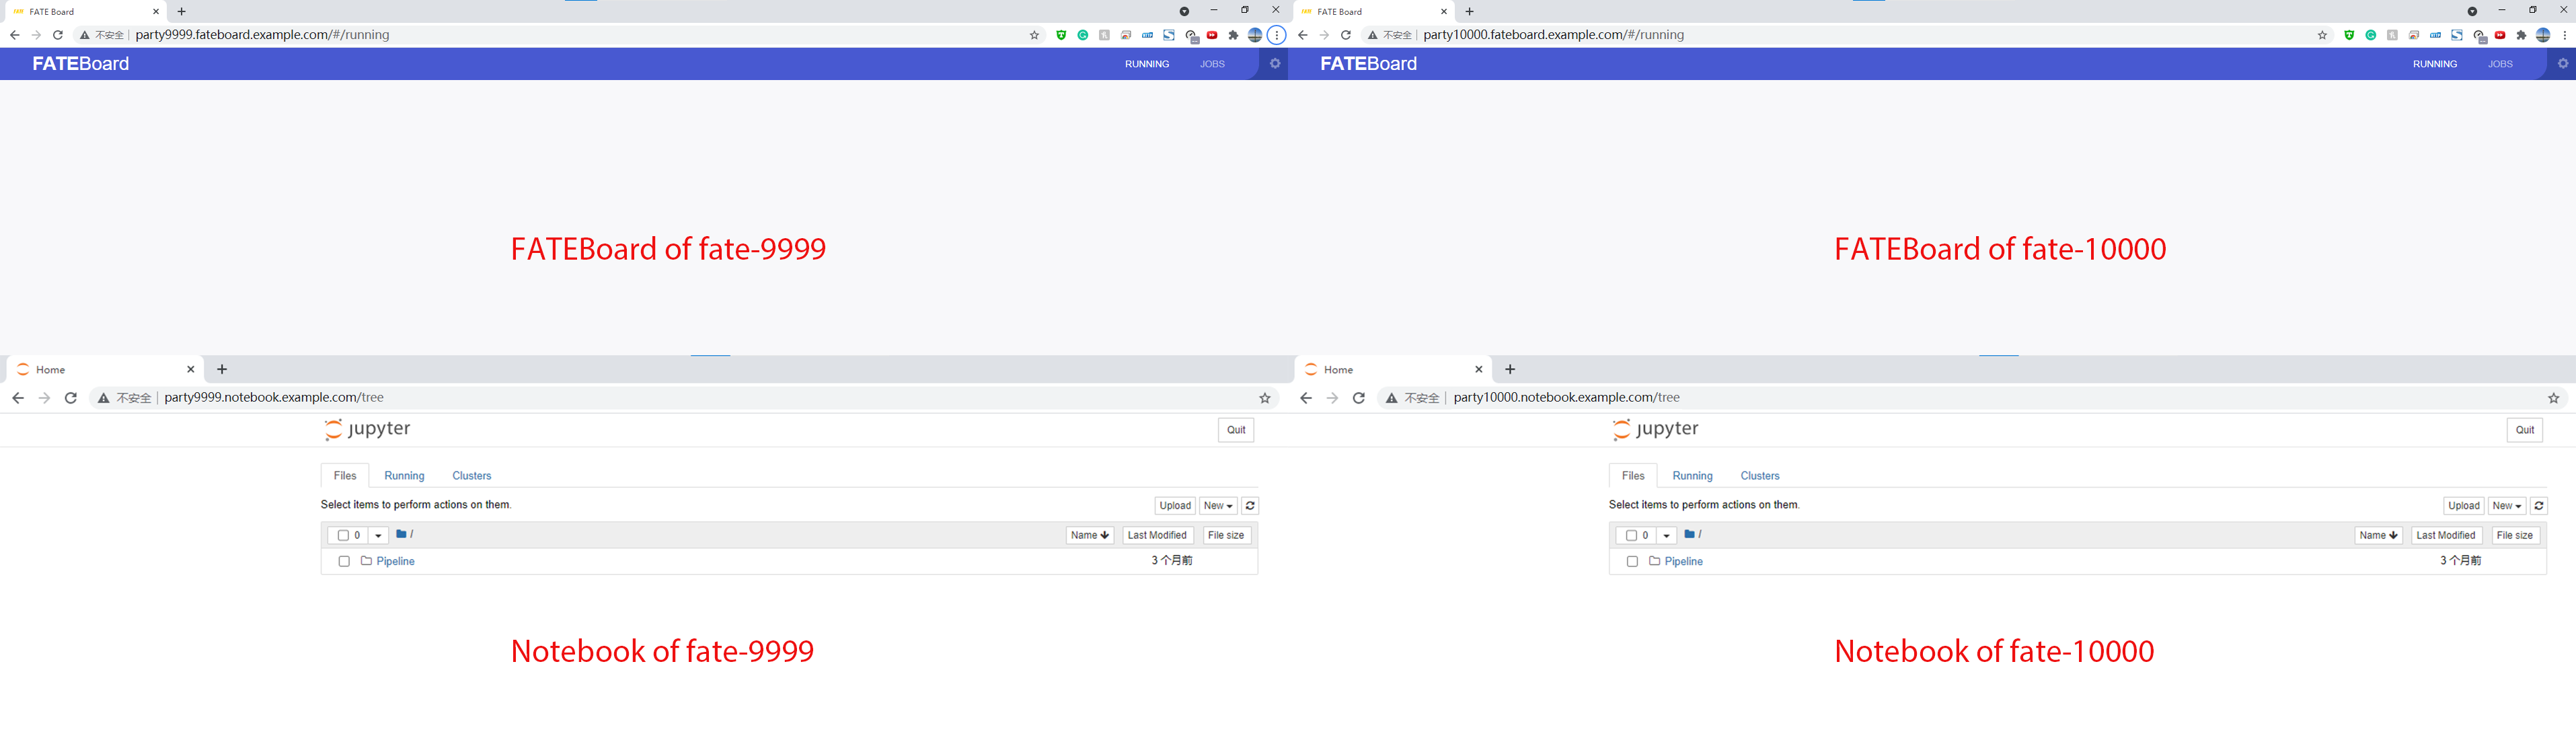 FATE Board
FATE Board
不安全 party9999.fateboard.example.com/#/running
不安全 party10000.fateboard.example.com/#/running
FATEBoard RUNNING JOBS
FATEBoard RUNNING JOBS
FATEBoard of fate-9999
FATEBoard of fate-10000
Home
Home
不安全 party9999.notebook.example.com/tree
不安全 party10000.notebook.example.com/tree
jupyter Quit
jupyter Quit
Files Running Clusters
Files Running Clusters
Select items to perform actions on them. Upload New
Select items to perform actions on them. Upload New
0 / Name Last Modified File size
0 / Name Last Modified File size
Pipeline 3 个月前
Pipeline 3 个月前
Notebook of fate-9999
Notebook of fate-10000